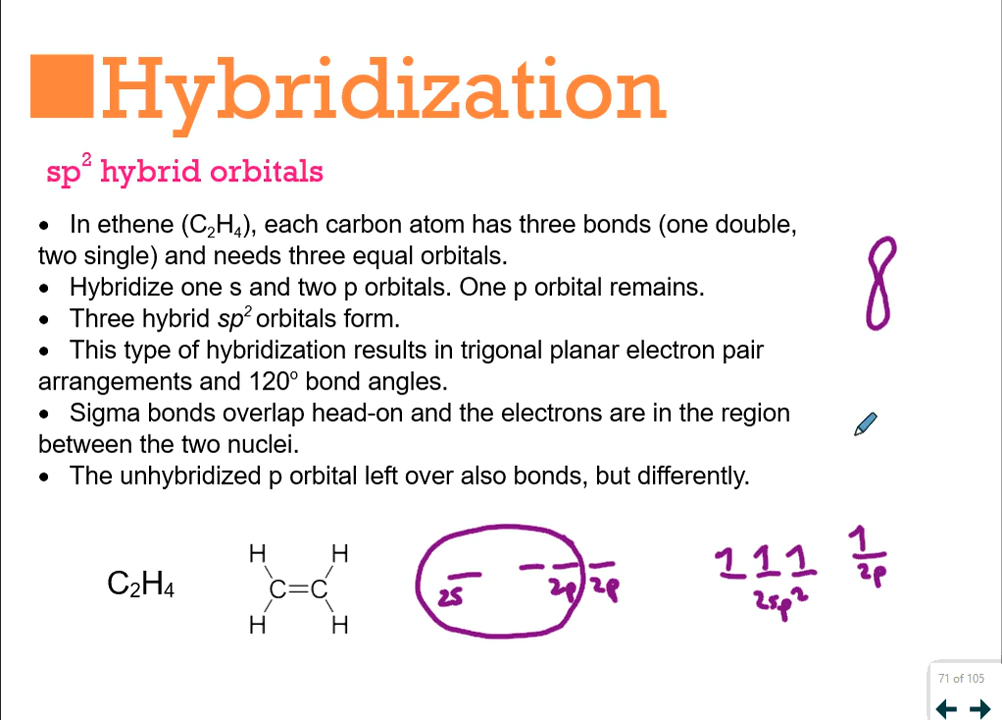 Hybridization
sp² hybrid orbitals
• In ethene (C₂H₄), each carbon atom has three bonds (one double,
two single) and needs three equal orbitals.
• Hybridize one s and two p orbitals. One p orbital remains.
• Three hybrid sp² orbitals form.
• This type of hybridization results in trigonal planar electron pair
arrangements and 120° bond angles.
• Sigma bonds overlap head-on and the electrons are in the region
between the two nuclei.
• The unhybridized p orbital left over also bonds, but differently.
C₂H₄
H H
C=C
H H
2s 2p 2p
1 1 1 1
2sp² 2p
71 of 105